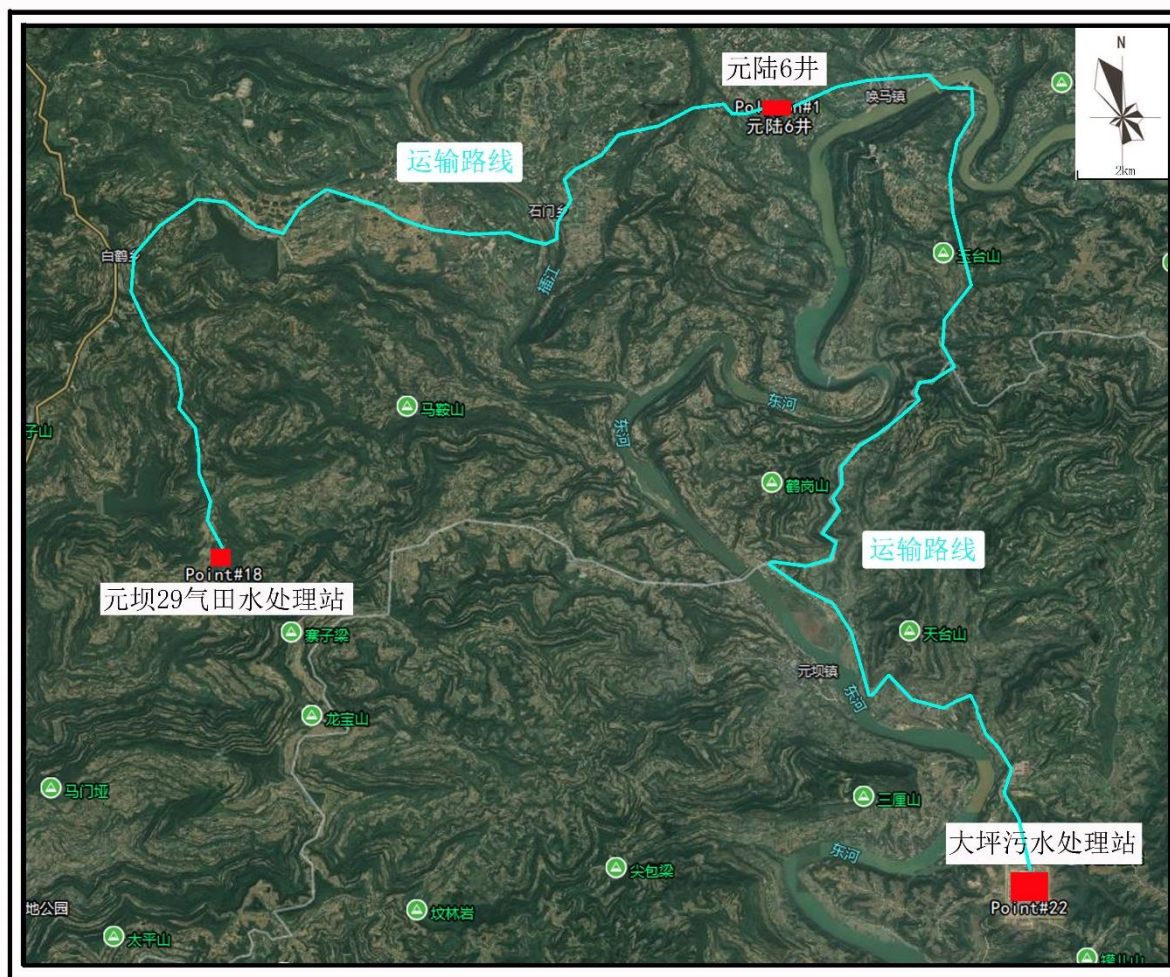 N
2km
元陆6井
元陆6井
唤马镇
运输路线
石门乡
白鹤乡
插江
玉台山
马鞍山
东河
东河
子山
鹤岗山
运输路线
Point#18
元坝29气田水处理站
寨子梁
天台山
元坝镇
东河
龙宝山
马门垭
三厘山
大坪污水处理站
东河
尖包梁
Point#22
地公园
坟林岩
太平山